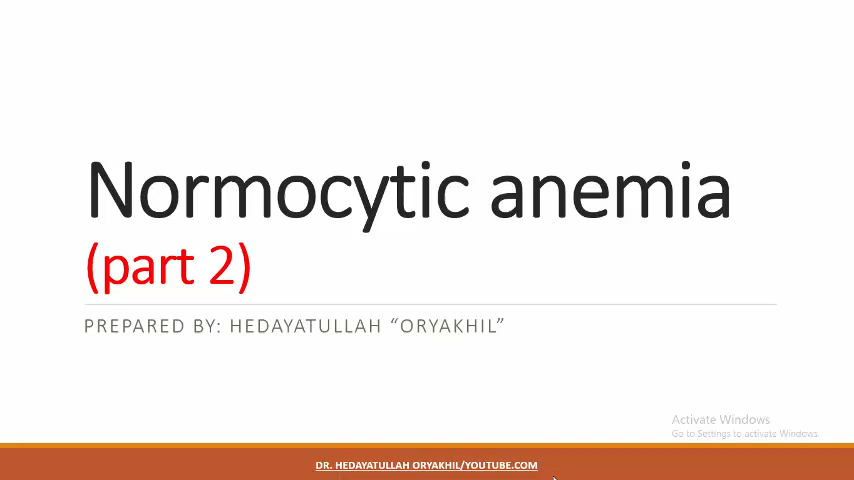 Normocytic anemia
(part 2)
PREPARED BY: HEDAYATULLAH “ORYAKHIL”
Activate Windows
Go to Settings to activate Windows.
DR. HEDAYATULLAH ORYAKHIL/YOUTUBE.COM